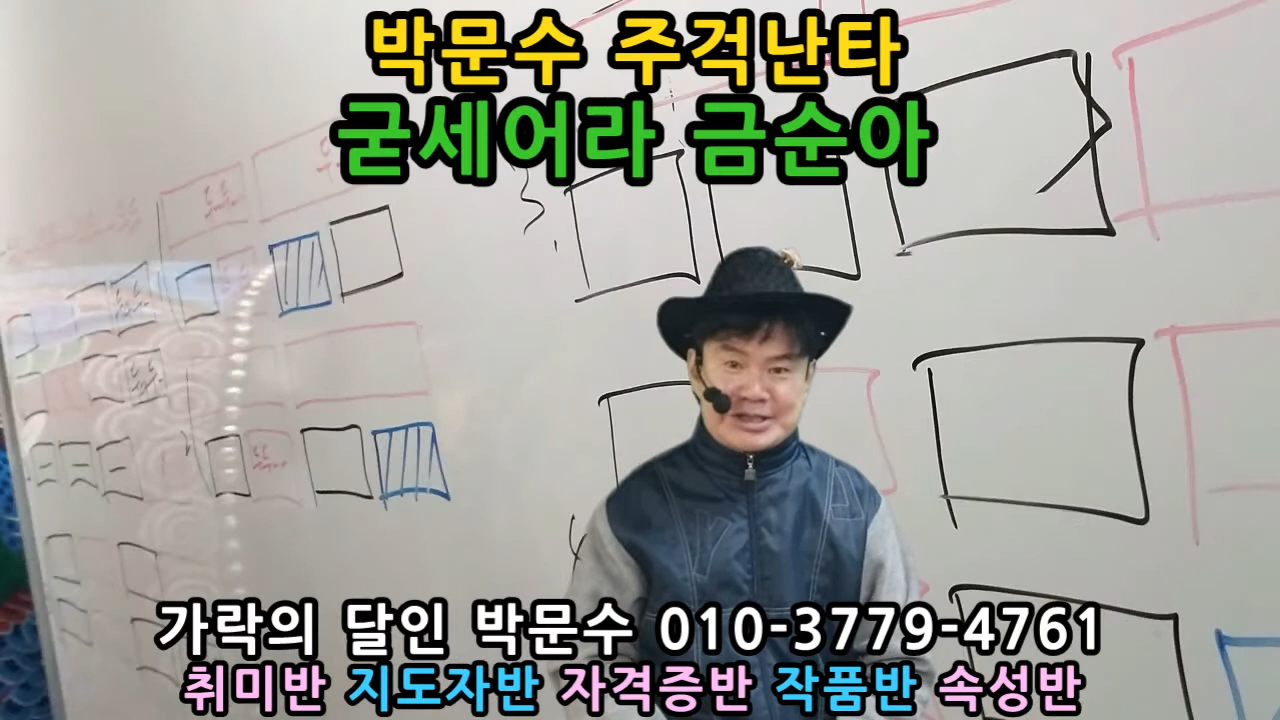 박문수 주걱난타
굳세어라 금순아
가락의 달인 박문수 010-3779-4761
취미반 지도자반 자격증반 작품반 속성반